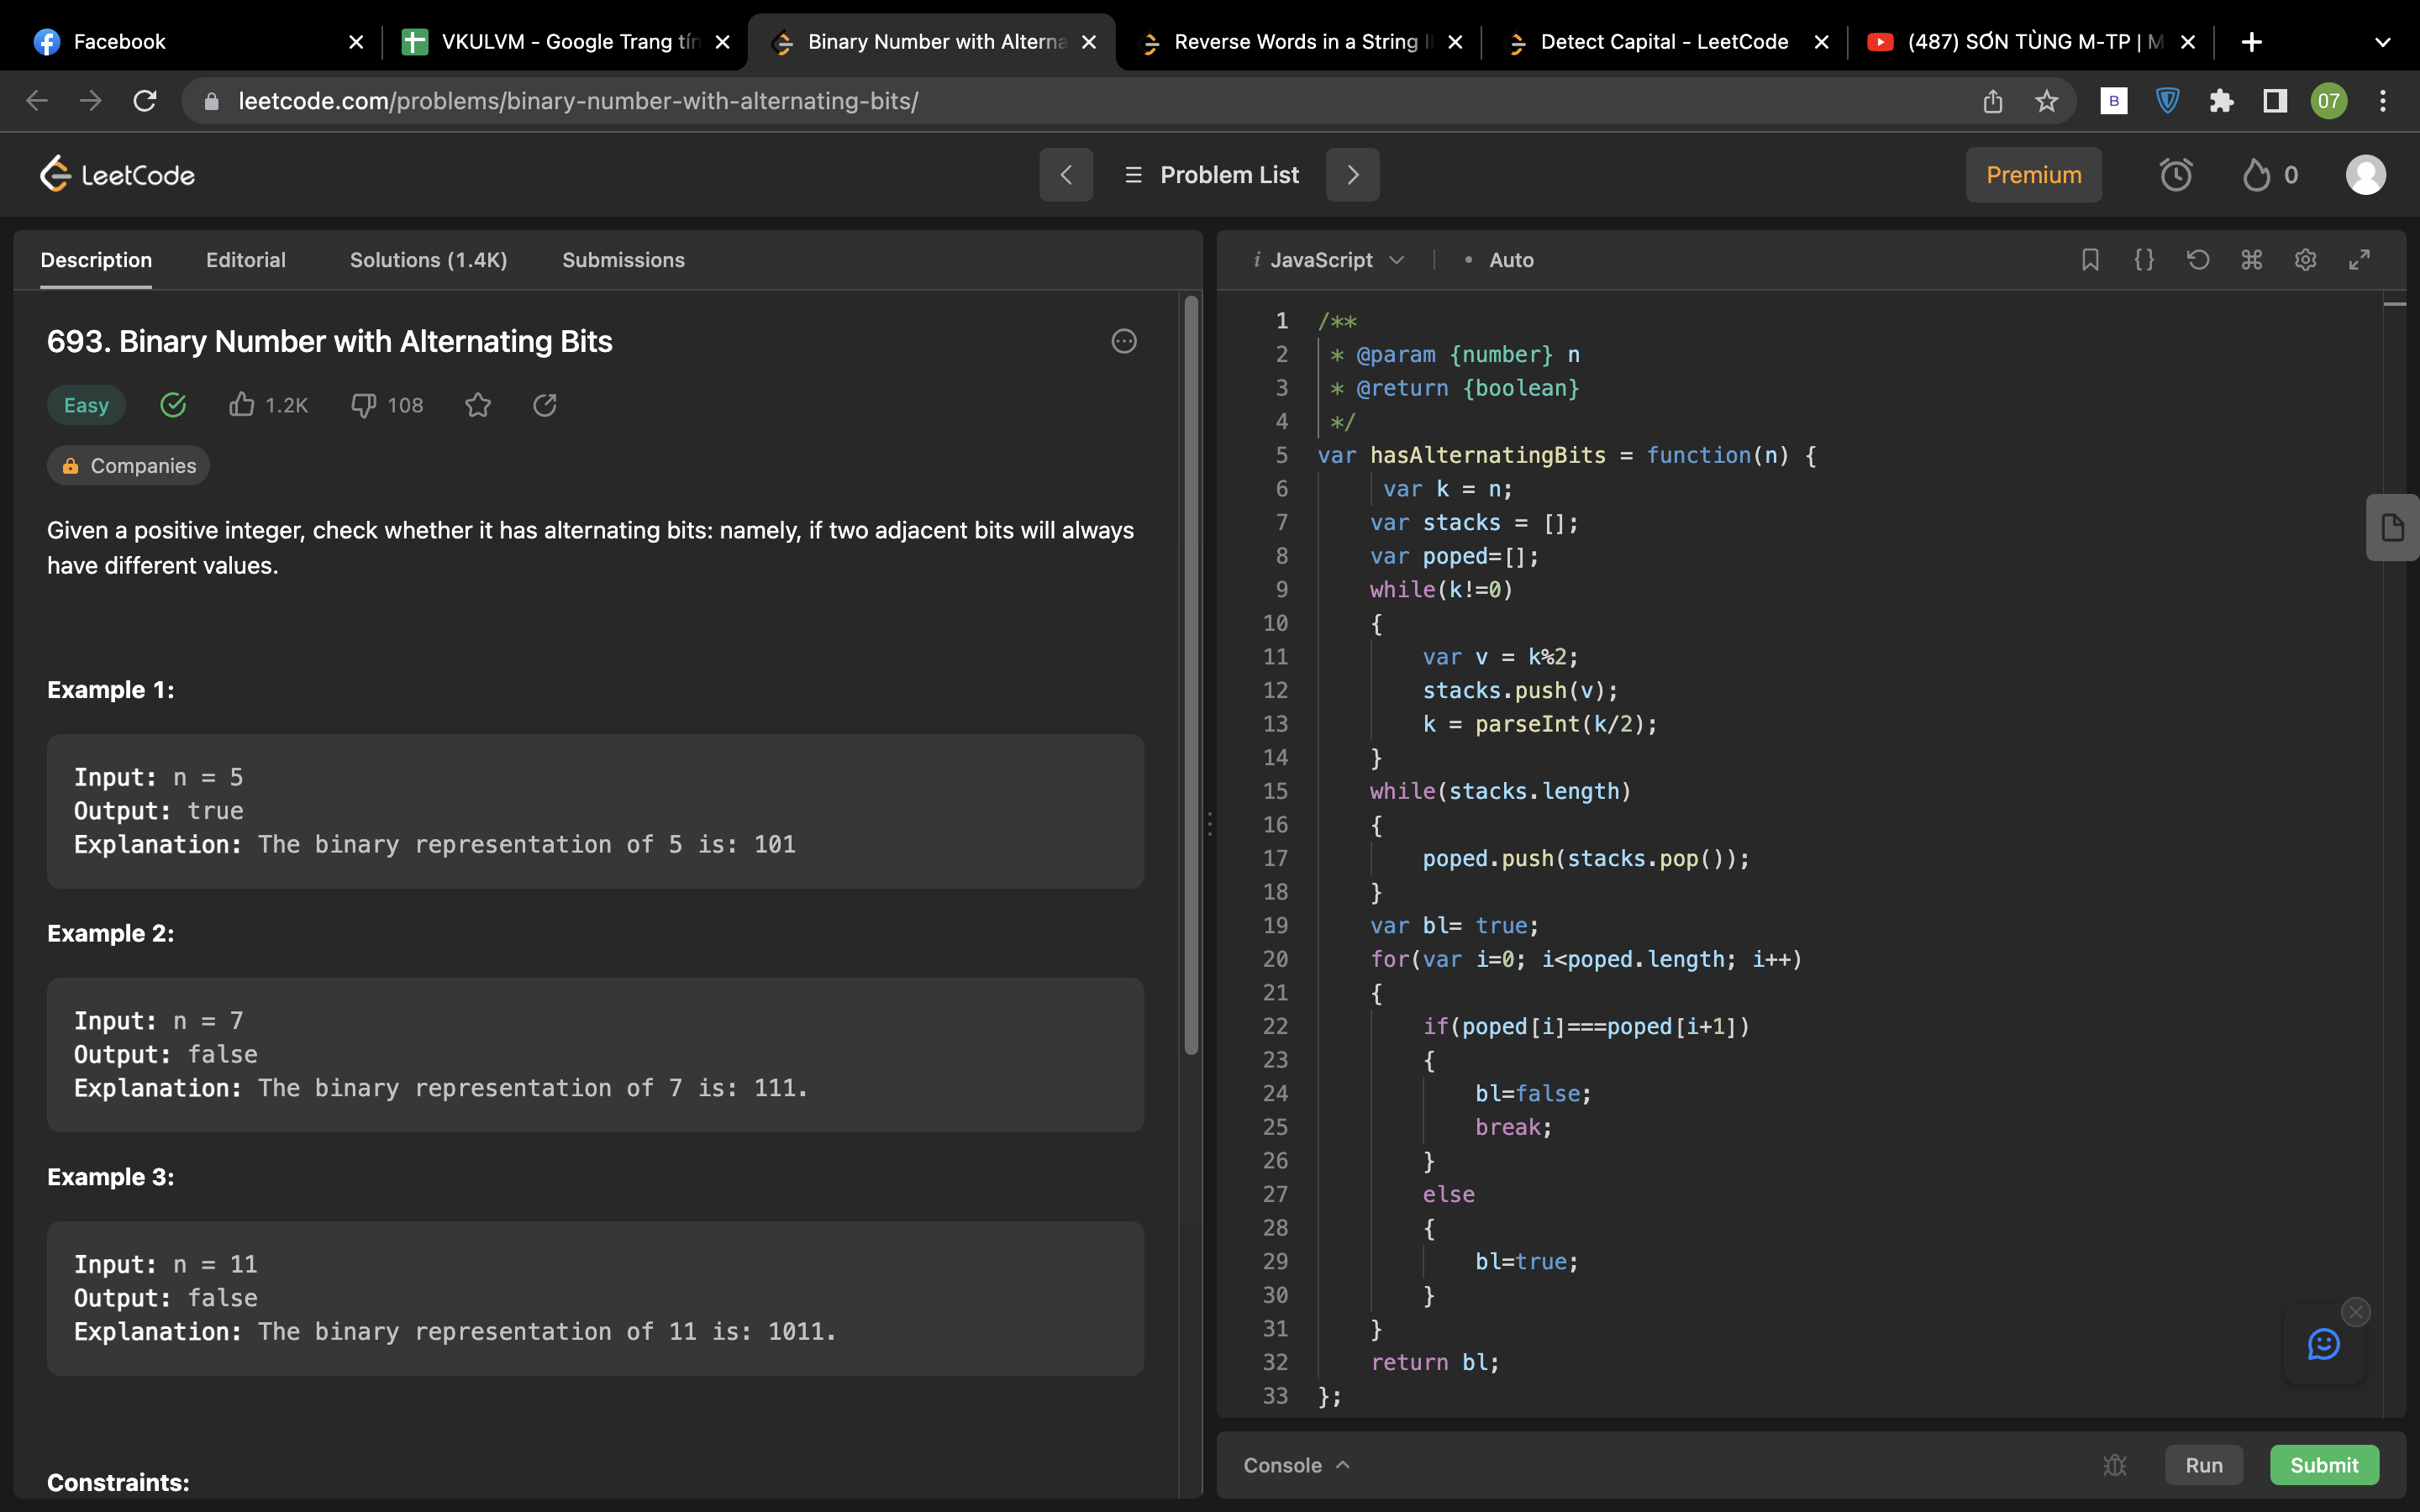 Facebook
VKULVM - Google Trang tín
Binary Number with Alterna
Reverse Words in a String II
Detect Capital - LeetCode
(487) SƠN TÙNG M-TP | M
leetcode.com/problems/binary-number-with-alternating-bits/
B
07
LeetCode
Problem List
Premium
0
Description
Editorial
Solutions (1.4K)
Submissions
693. Binary Number with Alternating Bits
Easy
1.2K
108
Companies
Given a positive integer, check whether it has alternating bits: namely, if two adjacent bits will always
have different values.
Example 1:
Input: n = 5
Output: true
Explanation: The binary representation of 5 is: 101
Example 2:
Input: n = 7
Output: false
Explanation: The binary representation of 7 is: 111.
Example 3:
Input: n = 11
Output: false
Explanation: The binary representation of 11 is: 1011.
Constraints:
i JavaScript
• Auto
1 /**
2 * @param {number} n
3 * @return {boolean}
4 */
5 var hasAlternatingBits = function(n) {
6 var k = n;
7 var stacks = [];
8 var poped=[];
9 while(k!=0)
10 {
11 var v = k%2;
12 stacks.push(v);
13 k = parseInt(k/2);
14 }
15 while(stacks.length)
16 {
17 poped.push(stacks.pop());
18 }
19 var bl= true;
20 for(var i=0; i<poped.length; i++)
21 {
22 if(poped[i]===poped[i+1])
23 {
24 bl=false;
25 break;
26 }
27 else
28 {
29 bl=true;
30 }
31 }
32 return bl;
33 };
Console
Run
Submit